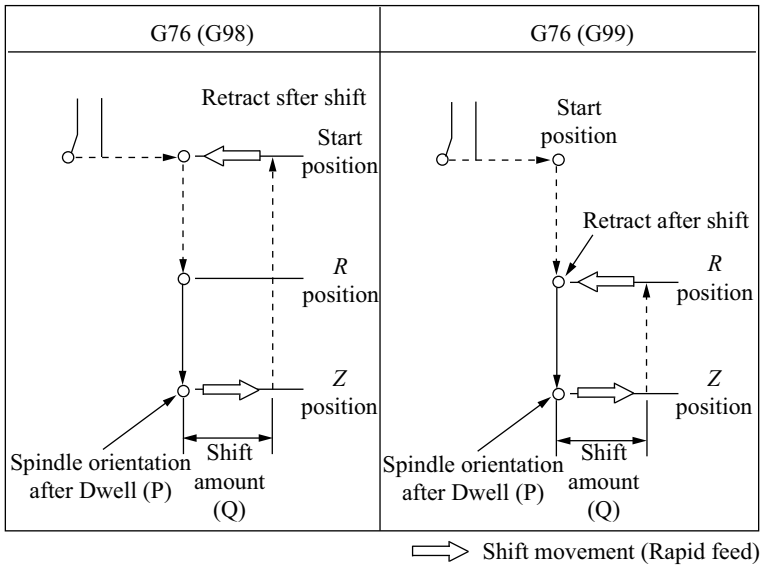 G76 (G98)
Retract sfter shift
Start
position
R
position
Z
position
Spindle orientation
after Dwell (P)
Shift
amount
(Q)
G76 (G99)
Start
position
Retract after shift
R
position
Z
position
Spindle orientation
after Dwell (P)
Shift
amount
(Q)
Shift movement (Rapid feed)